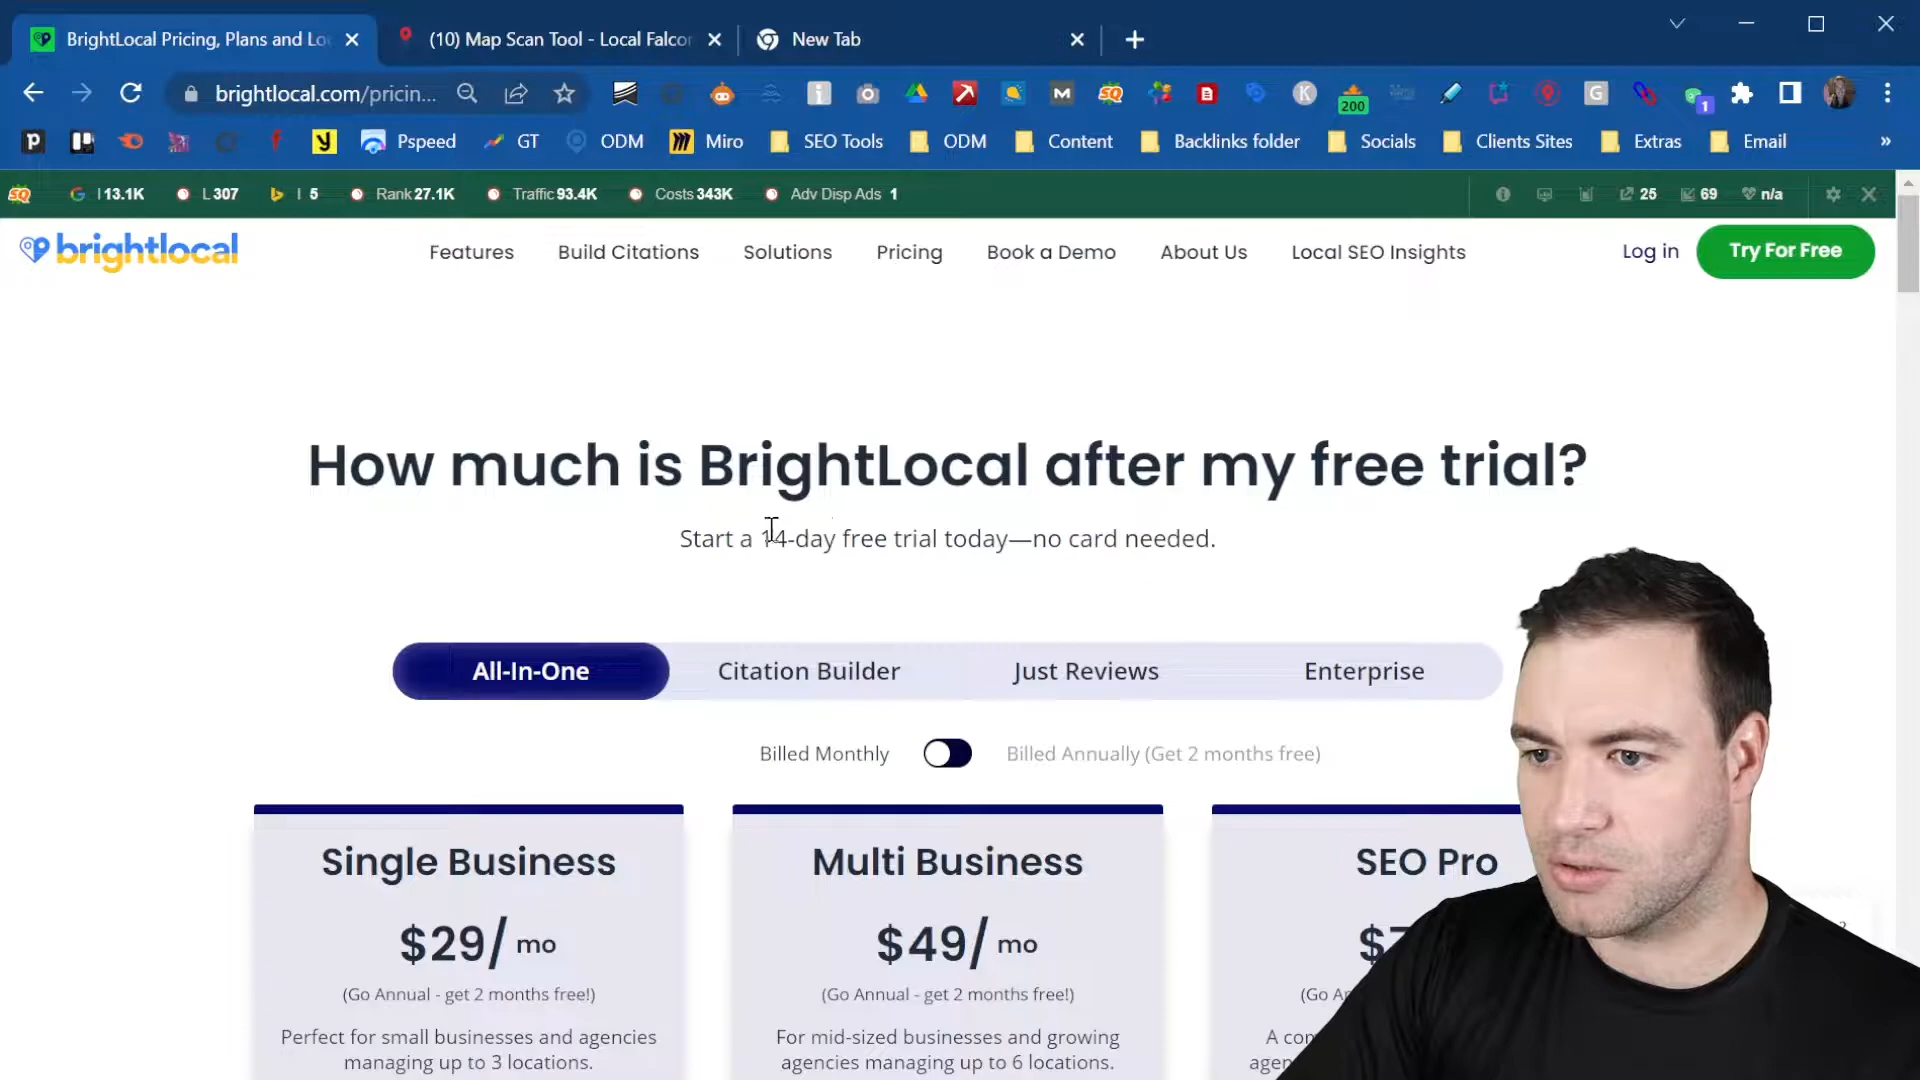 BrightLocal Pricing, Plans and Lo
(10) Map Scan Tool - Local Falcor
New Tab
brightlocal.com/pricin...
200
1
Pspeed
GT
ODM
Miro
SEO Tools
ODM
Content
Backlinks folder
Socials
Clients Sites
Extras
Email
»
SQ
I 13.1K
L 307
I 5
Rank 27.1K
Traffic 93.4K
Costs 343K
Adv Disp Ads 1
25
69
n/a
brightlocal
Features
Build Citations
Solutions
Pricing
Book a Demo
About Us
Local SEO Insights
Log in
Try For Free
How much is BrightLocal after my free trial?
Start a 14-day free trial today—no card needed.
All-In-One
Citation Builder
Just Reviews
Enterprise
Billed Monthly
Billed Annually (Get 2 months free)
Single Business
$29/ mo
(Go Annual - get 2 months free!)
Perfect for small businesses and agencies
managing up to 3 locations.
Multi Business
$49/ mo
(Go Annual - get 2 months free!)
For mid-sized businesses and growing
agencies managing up to 6 locations.
SEO Pro
(Go
A